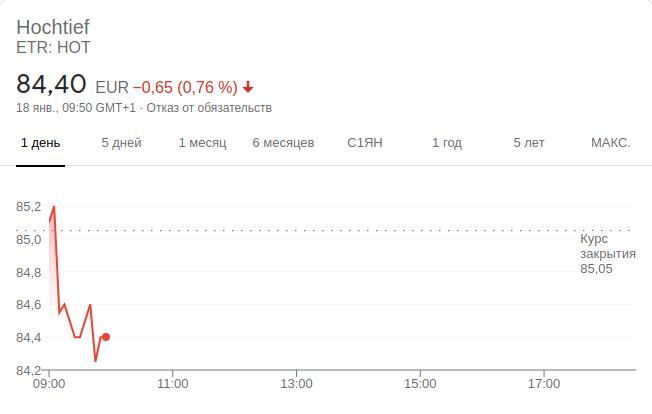 Hochtief
ETR: HOT
84,40 EUR −0,65 (0,76 %)
18 янв., 09:50 GMT+1 · Отказ от обязательств
1 день 5 дней 1 месяц 6 месяцев С1ЯН 1 год 5 лет МАКС.
85,2
85,0
84,8
84,6
84,4
84,2
Курс
закрытия
85,05
09:00 11:00 13:00 15:00 17:00